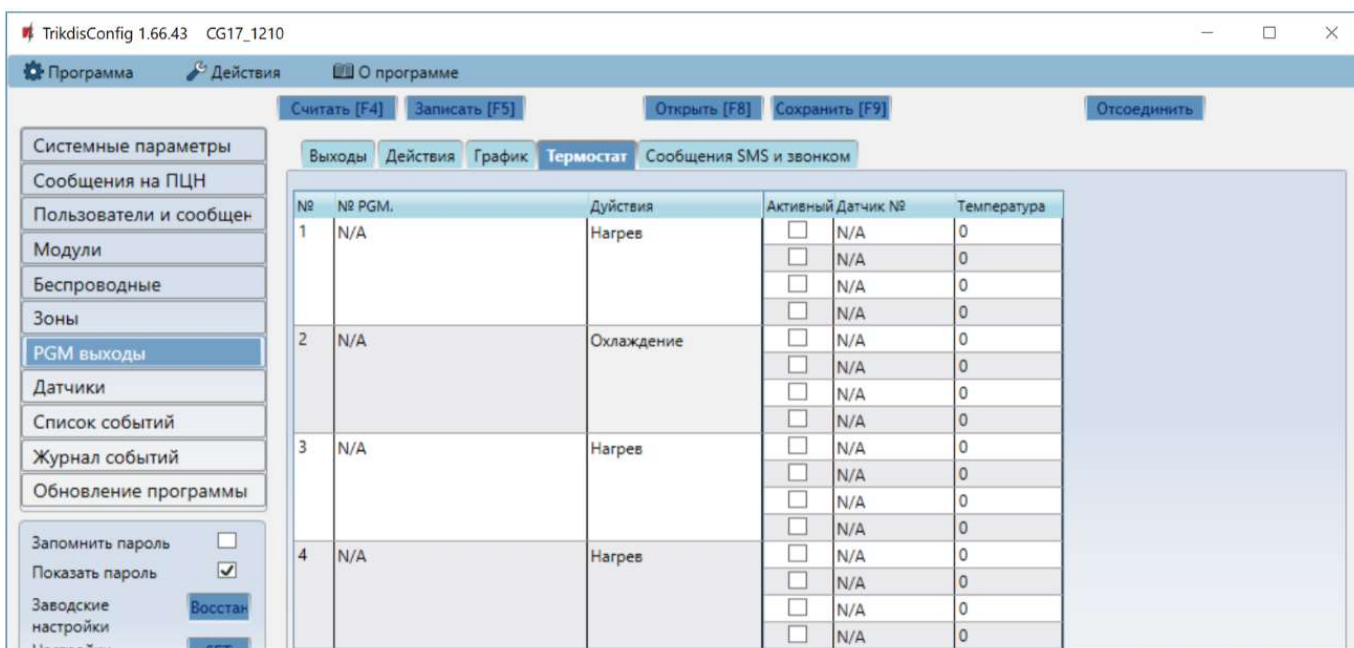 TrikdisConfig 1.66.43 CG17_1210
Программа Действия О программе
Считать [F4] Записать [F5] Открыть [F8] Сохранить [F9] Отсоединить
Системные параметры
Сообщения на ПЦН
Пользователи и сообщен
Модули
Беспроводные
Зоны
PGM выходы
Датчики
Список событий
Журнал событий
Обновление программы
Запомнить пароль
Показать пароль
Заводские настройки Восстан
Выходы Действия График Термостат Сообщения SMS и звонком
№ № PGM. Дуйствия Активный Датчик № Температура
1 N/A Нагрев N/A 0
N/A 0
N/A 0
N/A 0
2 N/A Охлаждение N/A 0
N/A 0
N/A 0
N/A 0
3 N/A Нагрев N/A 0
N/A 0
N/A 0
N/A 0
4 N/A Нагрев N/A 0
N/A 0
N/A 0
N/A 0